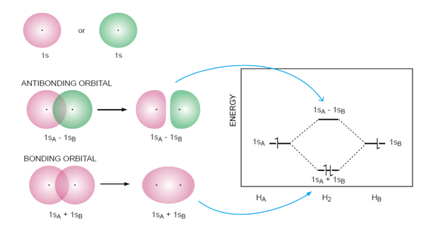 1s
or
1s
ANTIBONDING ORBITAL
1sA - 1sB
1sA - 1sB
BONDING ORBITAL
1sA + 1sB
1sA + 1sB
ENERGY
1sA - 1sB
1sA
1sB
1sA + 1sB
HA
H2
HB